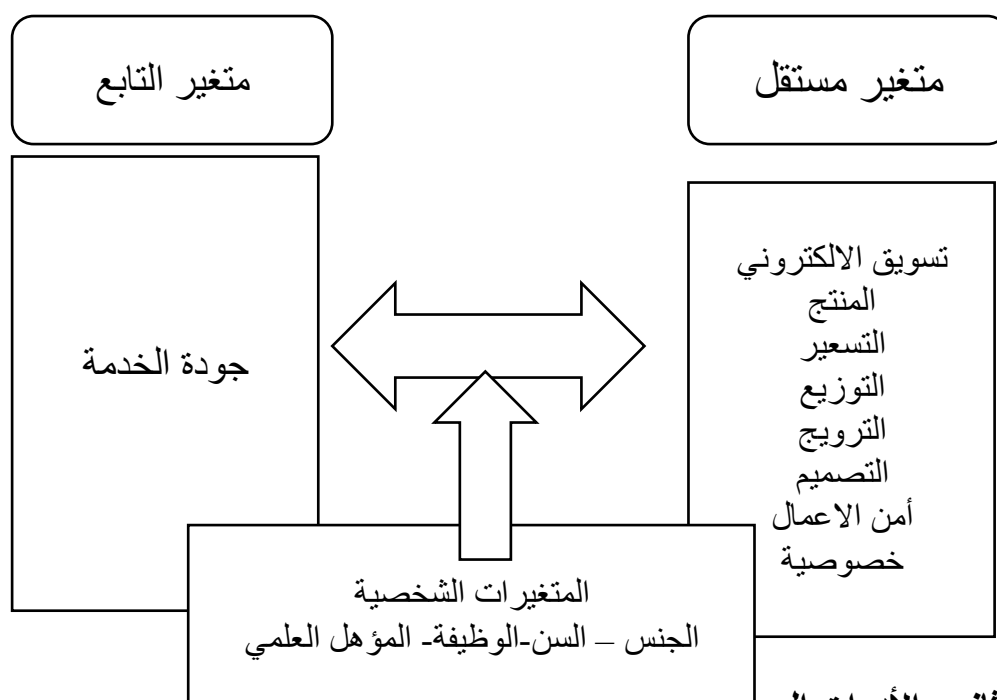 متغير مستقل
متغير التابع
تسويق الالكتروني
المنتج
التسعير
التوزيع
الترويج
التصميم
أمن الاعمال
خصوصية
جودة الخدمة
المتغيرات الشخصية
الجنس – السن-الوظيفة- المؤهل العلمي